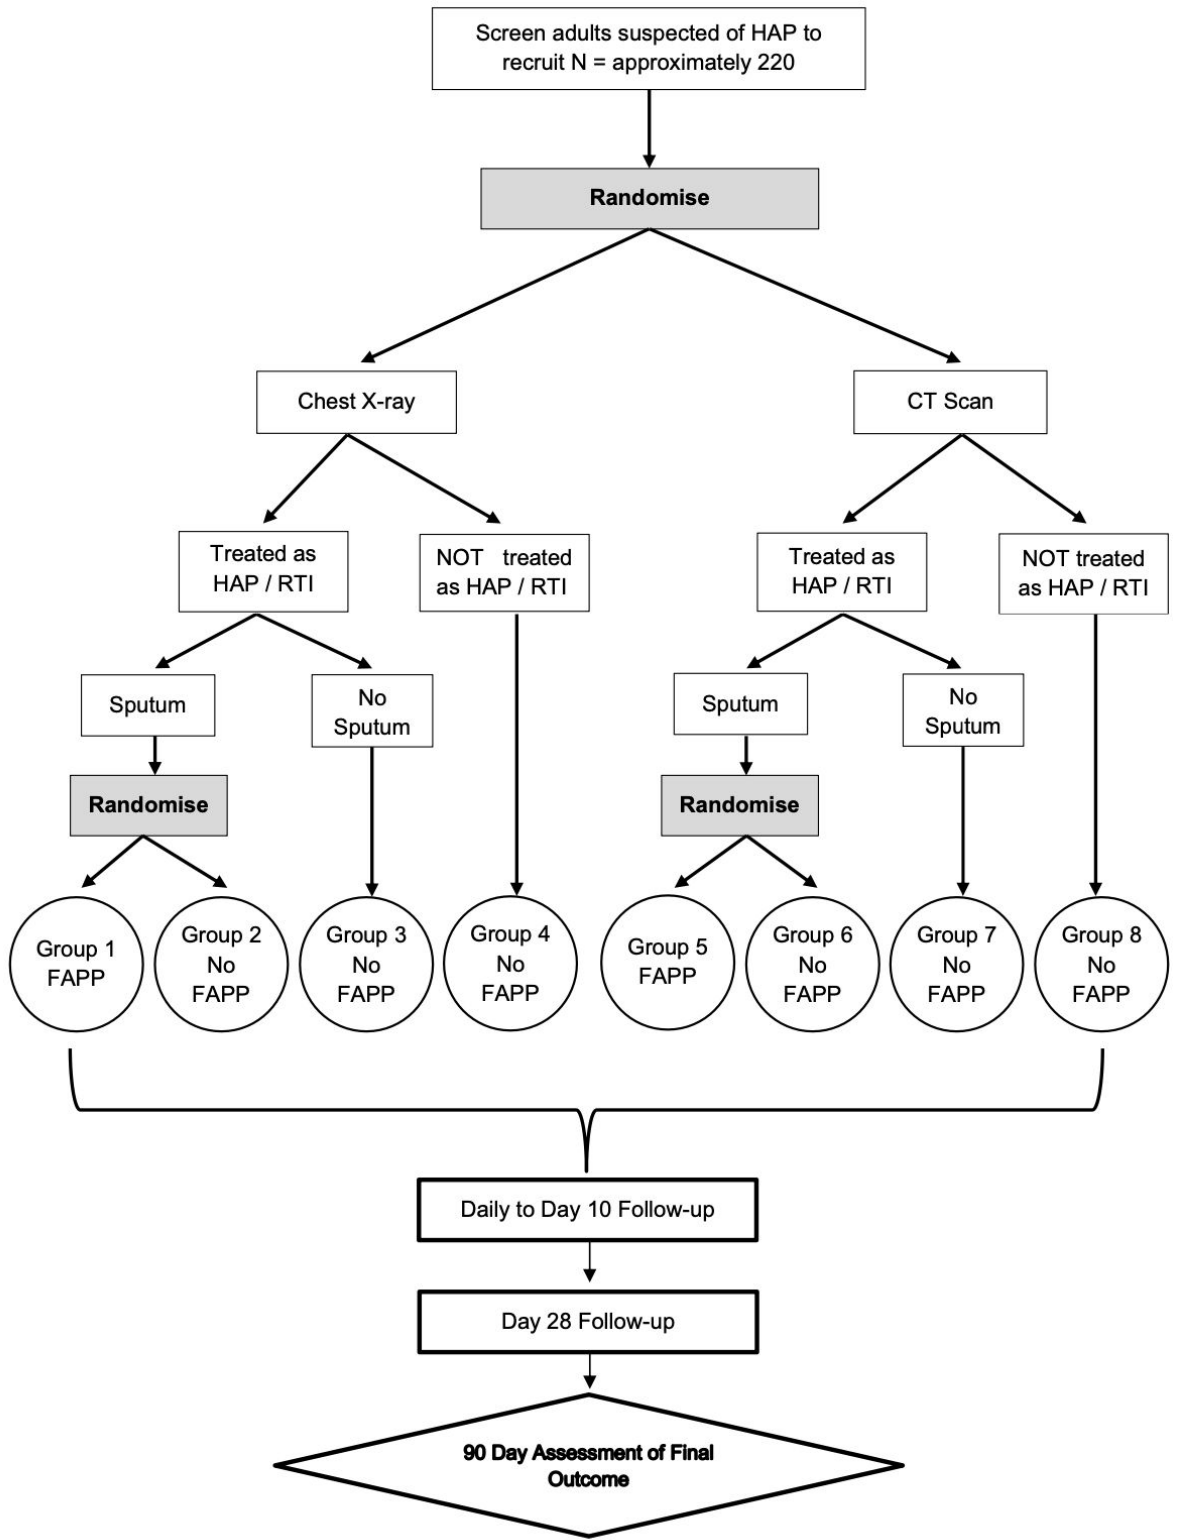 Screen adults suspected of HAP to
recruit N = approximately 220
Randomise
Chest X-ray
CT Scan
Treated as
HAP / RTI
NOT treated
as HAP / RTI
Treated as
HAP / RTI
NOT treated
as HAP / RTI
Sputum
No
Sputum
Sputum
No
Sputum
Randomise
Randomise
Group 1
FAPP
Group 2
No
FAPP
Group 3
No
FAPP
Group 4
No
FAPP
Group 5
FAPP
Group 6
No
FAPP
Group 7
No
FAPP
Group 8
No
FAPP
Daily to Day 10 Follow-up
Day 28 Follow-up
90 Day Assessment of Final
Outcome